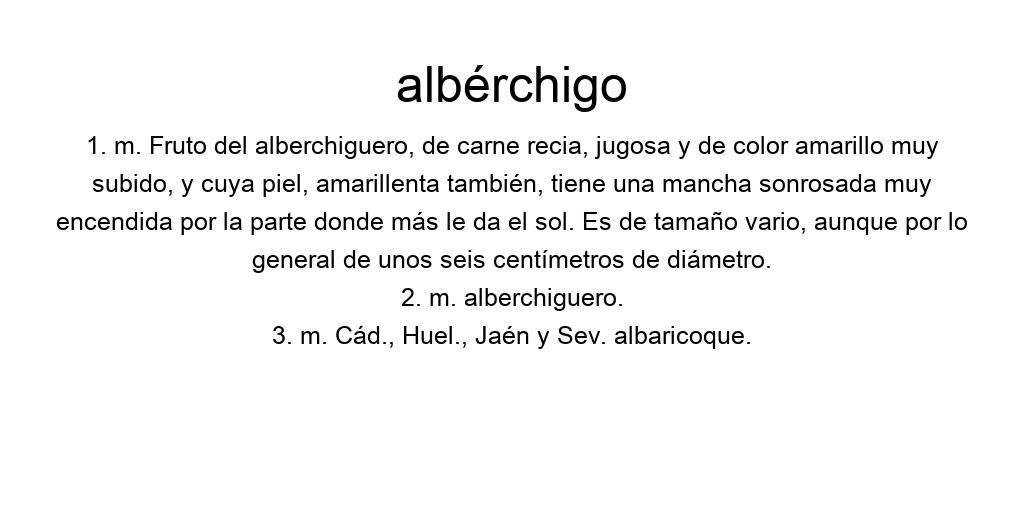 albérchigo
1. m. Fruto del alberchiguero, de carne recia, jugosa y de color amarillo muy
subido, y cuya piel, amarillenta también, tiene una mancha sonrosada muy
encendida por la parte donde más le da el sol. Es de tamaño vario, aunque por lo
general de unos seis centímetros de diámetro.
2. m. alberchiguero.
3. m. Cád., Huel., Jaén y Sev. albaricoque.